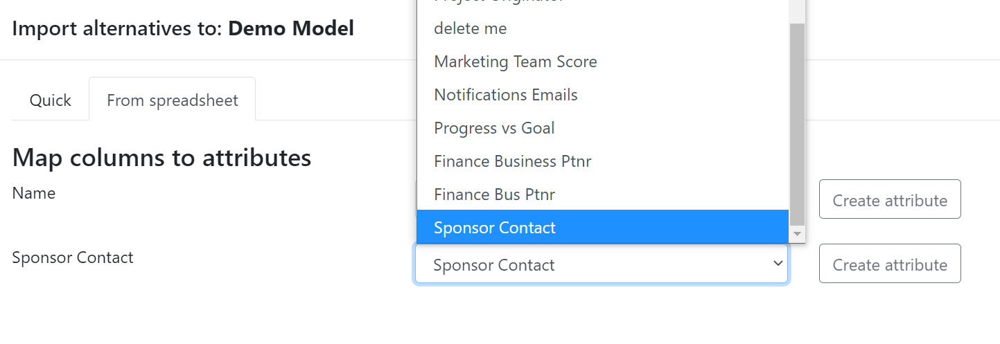 Import alternatives to: Demo Model
Project Originator
delete me
Marketing Team Score
Notifications Emails
Progress vs Goal
Finance Business Ptnr
Finance Bus Ptnr
Sponsor Contact
Quick
From spreadsheet
Map columns to attributes
Name
Create attribute
Sponsor Contact
Sponsor Contact
Create attribute